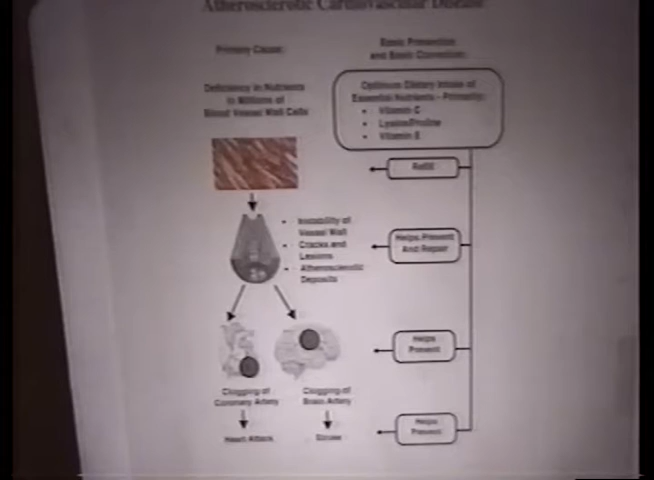 Atherosclerotic Cardiovascular Disease
Primary Cause:
Basic Prevention
and Basic Correction:
Deficiency in Nutrients
in Millions of
Blood Vessel Wall Cells
Optimum Dietary Intake of
Essential Nutrients - Primarily:
• Vitamin C
• Lysine/Proline
• Vitamin E
Refill
• Instability of
Vessel Wall
• Cracks and
Lesions
• Atherosclerotic
Deposits
Helps Prevent
And Repair
Helps
Prevent
Clogging of
Coronary Artery
Clogging of
Brain Artery
Heart Attack
Stroke
Helps
Prevent